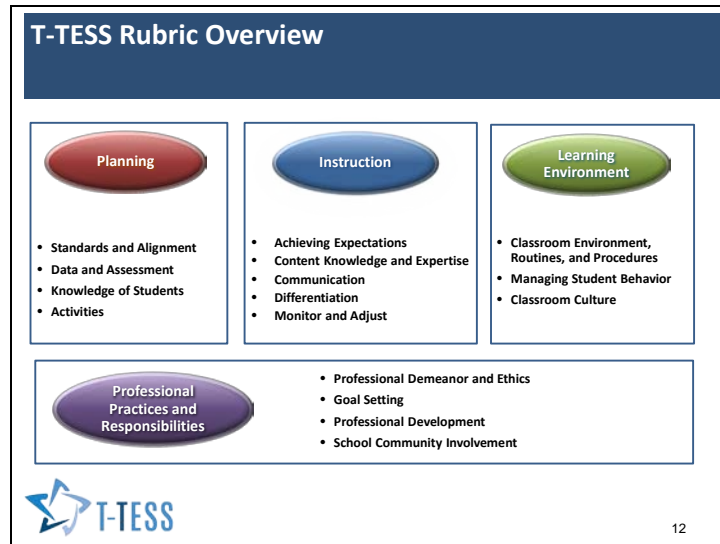 T-TESS Rubric Overview
Planning
• Standards and Alignment
• Data and Assessment
• Knowledge of Students
• Activities
Instruction
• Achieving Expectations
• Content Knowledge and Expertise
• Communication
• Differentiation
• Monitor and Adjust
Learning
Environment
• Classroom Environment,
Routines, and Procedures
• Managing Student Behavior
• Classroom Culture
Professional
Practices and
Responsibilities
• Professional Demeanor and Ethics
• Goal Setting
• Professional Development
• School Community Involvement
T-TESS
12